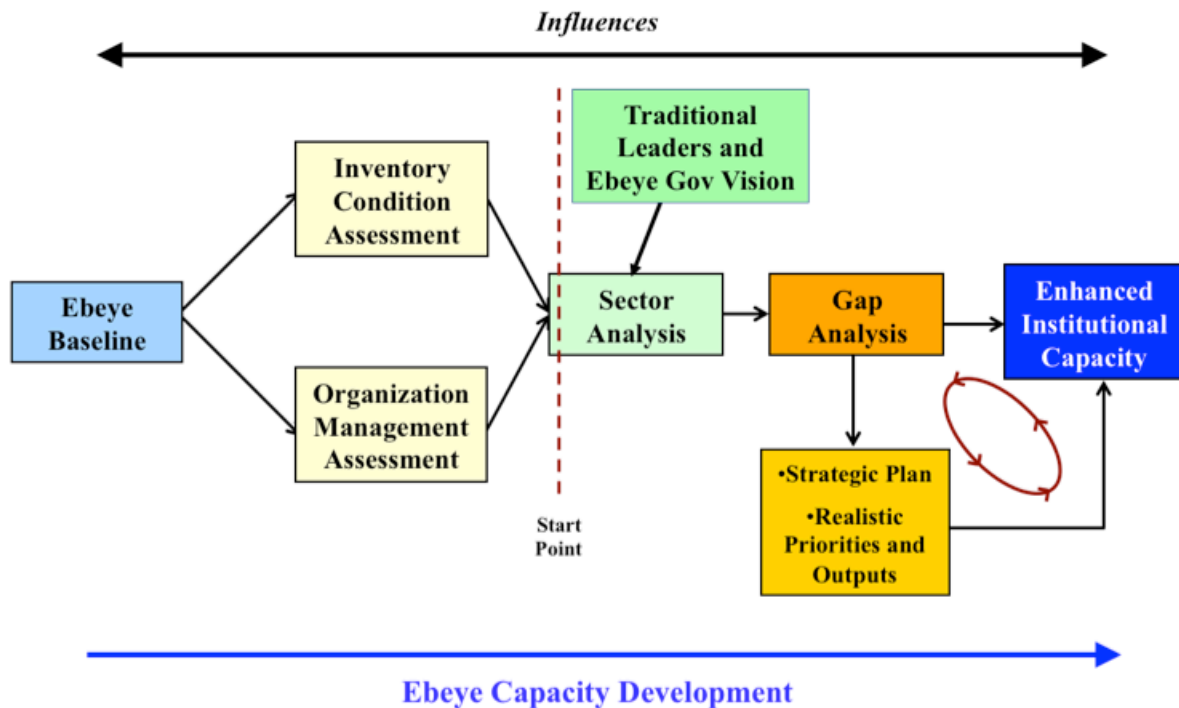 Influences
Traditional
Leaders and
Ebeye Gov Vision
Inventory
Condition
Assessment
Ebeye
Baseline
Organization
Management
Assessment
Start
Point
Sector
Analysis
Gap
Analysis
Enhanced
Institutional
Capacity
•Strategic Plan
•Realistic
Priorities and
Outputs
Ebeye Capacity Development